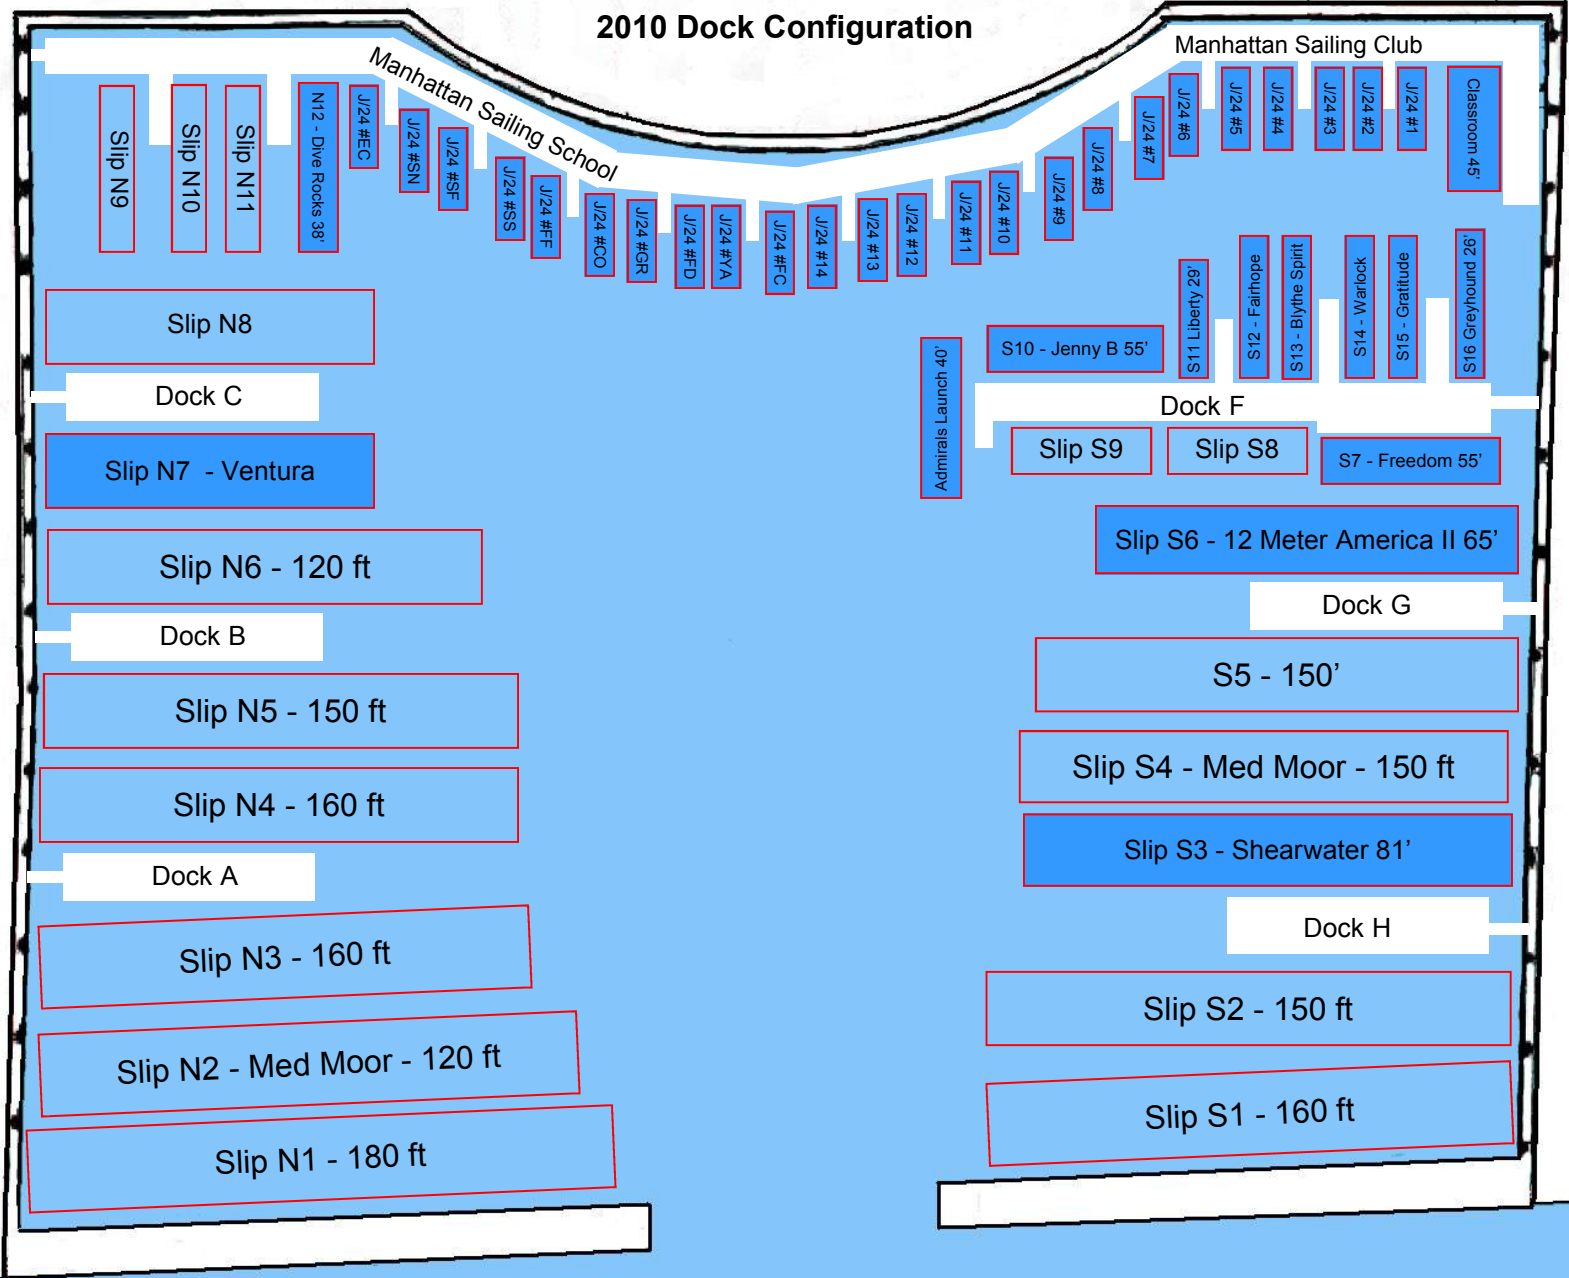 2010 Dock Configuration
Manhattan Sailing School
Manhattan Sailing Club
Slip N9
Slip N10
Slip N11
N12 - Dive Rocks 38'
J/24 #EC
J/24 #SN
J/24 #SF
J/24 #SS
J/24 #FF
J/24 #CO
J/24 #GR
J/24 #FD
J/24 #YA
J/24 #FC
J/24 #14
J/24 #13
J/24 #12
J/24 #11
J/24 #10
J/24 #9
J/24 #8
J/24 #7
J/24 #6
J/24 #5
J/24 #4
J/24 #3
J/24 #2
J/24 #1
Classroom 45'
Slip N8
Dock C
Slip N7 - Ventura
Slip N6 - 120 ft
Dock B
Slip N5 - 150 ft
Slip N4 - 160 ft
Dock A
Slip N3 - 160 ft
Slip N2 - Med Moor - 120 ft
Slip N1 - 180 ft
Admirals Launch 40'
S10 - Jenny B 55'
S11 Liberty 29'
S12 - Fairhope
S13 - Blythe Spirit
S14 - Warlock
S15 - Gratitude
S16 Greyhound 26'
Dock F
Slip S9
Slip S8
S7 - Freedom 55'
Slip S6 - 12 Meter America II 65'
Dock G
S5 - 150'
Slip S4 - Med Moor - 150 ft
Slip S3 - Shearwater 81'
Dock H
Slip S2 - 150 ft
Slip S1 - 160 ft